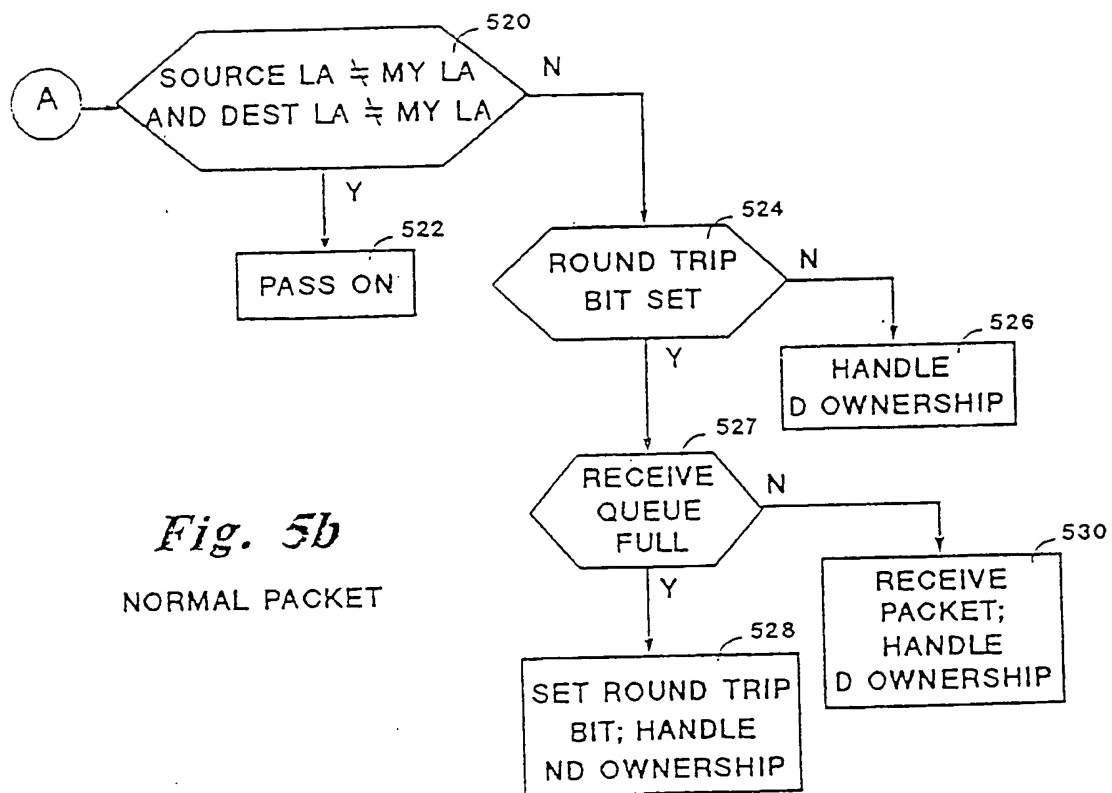 520
A
SOURCE LA ≒ MY LA
AND DEST LA ≒ MY LA
N
Y
522
PASS ON
524
ROUND TRIP
BIT SET
N
Y
526
HANDLE
D OWNERSHIP
527
RECEIVE
QUEUE
FULL
N
Y
530
RECEIVE
PACKET;
HANDLE
D OWNERSHIP
528
SET ROUND TRIP
BIT; HANDLE
ND OWNERSHIP
Fig. 5b
NORMAL PACKET